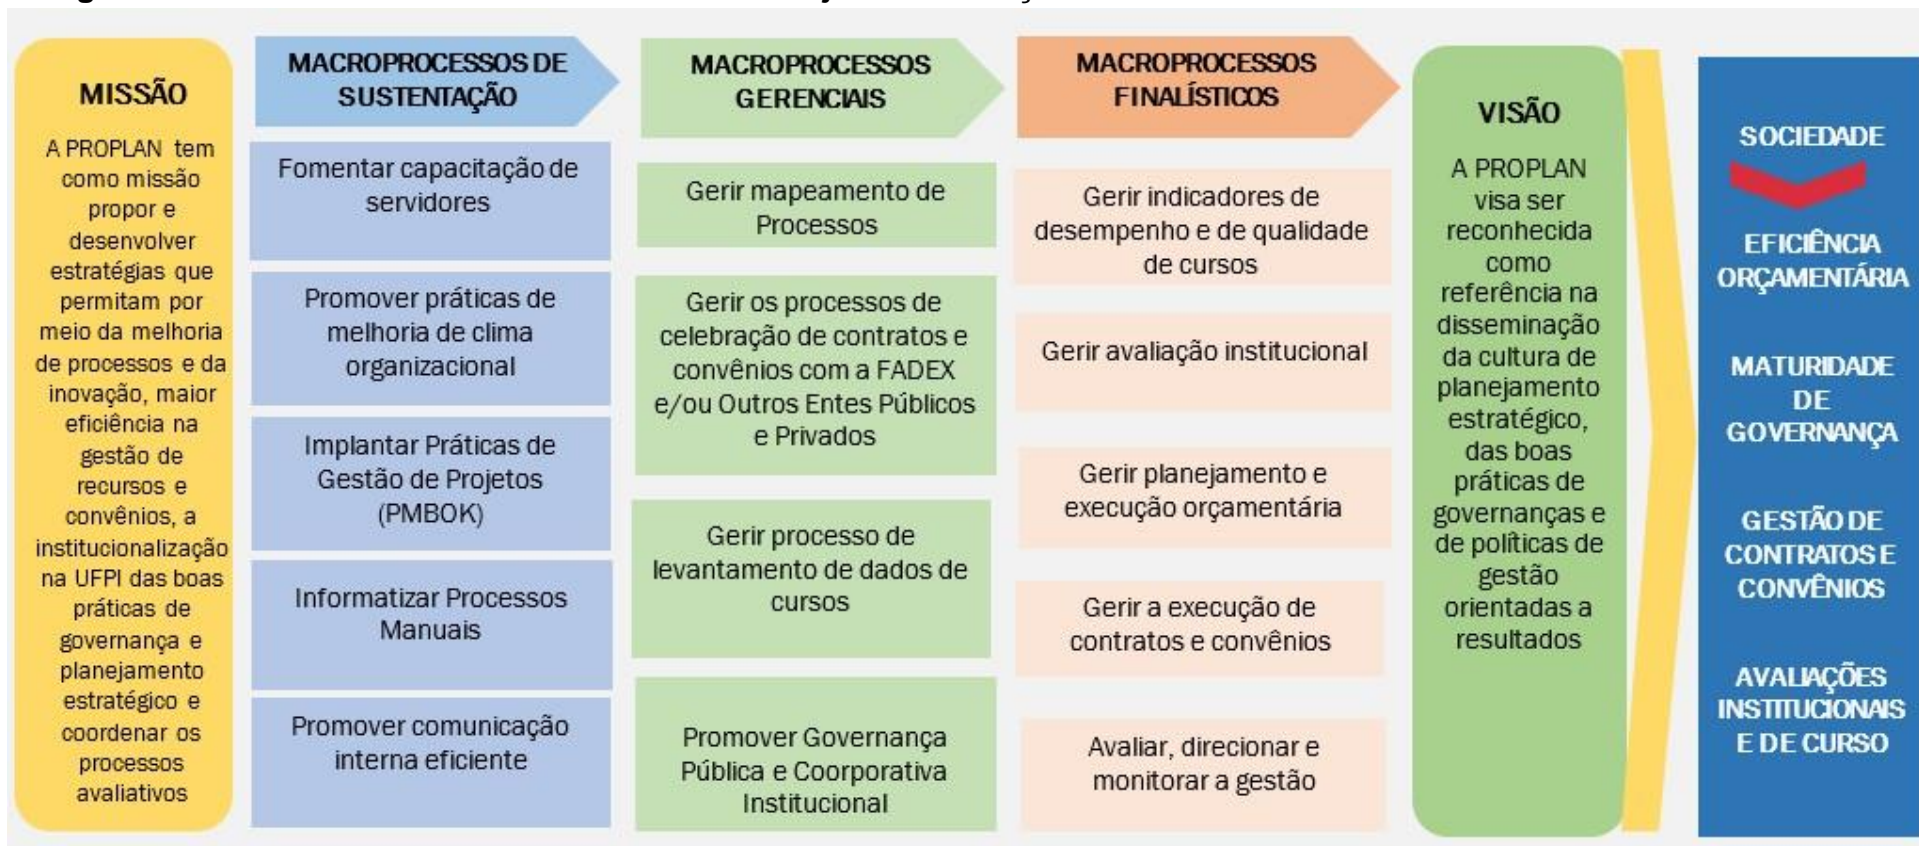 MISSÃO
A PROPLAN tem
como missão
propor e
desenvolver
estratégias que
permitam por
meio da melhoria
de processos e da
inovação, maior
eficiência na
gestão de
recursos e
convênios, a
institucionalização
na UFPI das boas
práticas de
governança e
planejamento
estratégico e
coordenar os
processos
avaliativos
MACROPROCESSOS DE
SUSTENTAÇÃO
Fomentar capacitação de
servidores
Promover práticas de
melhoria de clima
organizacional
Implantar Práticas de
Gestão de Projetos
(PMBOK)
Informatizar Processos
Manuais
Promover comunicação
interna eficiente
MACROPROCESSOS
GERENCIAIS
Gerir mapeamento de
Processos
Gerir os processos de
celebração de contratos e
convênios com a FADEX
e/ou Outros Entes Públicos
e Privados
Gerir processo de
levantamento de dados de
cursos
Promover Governança
Pública e Coorporativa
Institucional
MACROPROCESSOS
FINALÍSTICOS
Gerir indicadores de
desempenho e de qualidade
de cursos
Gerir avaliação institucional
Gerir planejamento e
execução orçamentária
Gerir a execução de
contratos e convênios
Avaliar, direcionar e
monitorar a gestão
VISÃO
A PROPLAN
visa ser
reconhecida
como
referência na
disseminação
da cultura de
planejamento
estratégico,
das boas
práticas de
governanças e
de políticas de
gestão
orientadas a
resultados
SOCIEDADE
EFICIÊNCIA
ORÇAMENTÁRIA
MATURIDADE
DE
GOVERNANÇA
GESTÃO DE
CONTRATOS E
CONVÊNIOS
AVALIAÇÕES
INSTITUCIONAIS
E DE CURSO